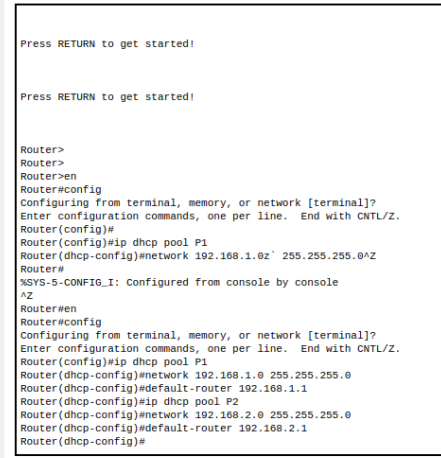 Press RETURN to get started!
Press RETURN to get started!
Router>
Router>
Router>en
Router#config
Configuring from terminal, memory, or network [terminal]?
Enter configuration commands, one per line.  End with CNTL/Z.
Router(config)#
Router(config)#ip dhcp pool P1
Router(dhcp-config)#network 192.168.1.0z` 255.255.255.0^Z
Router#
%SYS-5-CONFIG_I: Configured from console by console
^Z
Router#en
Router#config
Configuring from terminal, memory, or network [terminal]?
Enter configuration commands, one per line.  End with CNTL/Z.
Router(config)#ip dhcp pool P1
Router(dhcp-config)#network 192.168.1.0 255.255.255.0
Router(dhcp-config)#default-router 192.168.1.1
Router(dhcp-config)#ip dhcp pool P2
Router(dhcp-config)#network 192.168.2.0 255.255.255.0
Router(dhcp-config)#default-router 192.168.2.1
Router(dhcp-config)#